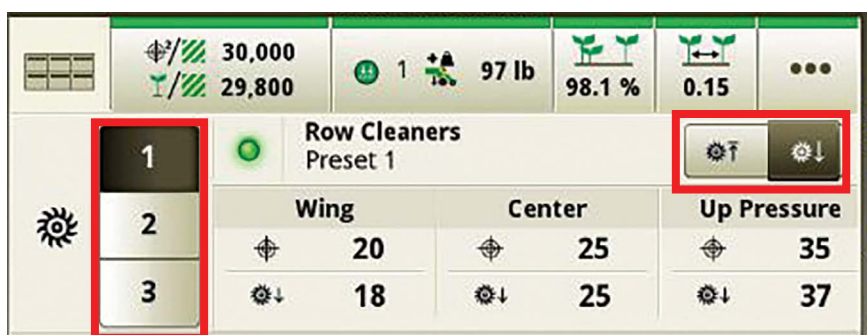 30,000
29,800
1
97 lb
98.1 %
0.15
1
2
3
Row Cleaners
Preset 1
Wing Center Up Pressure
20 25 35
18 25 37